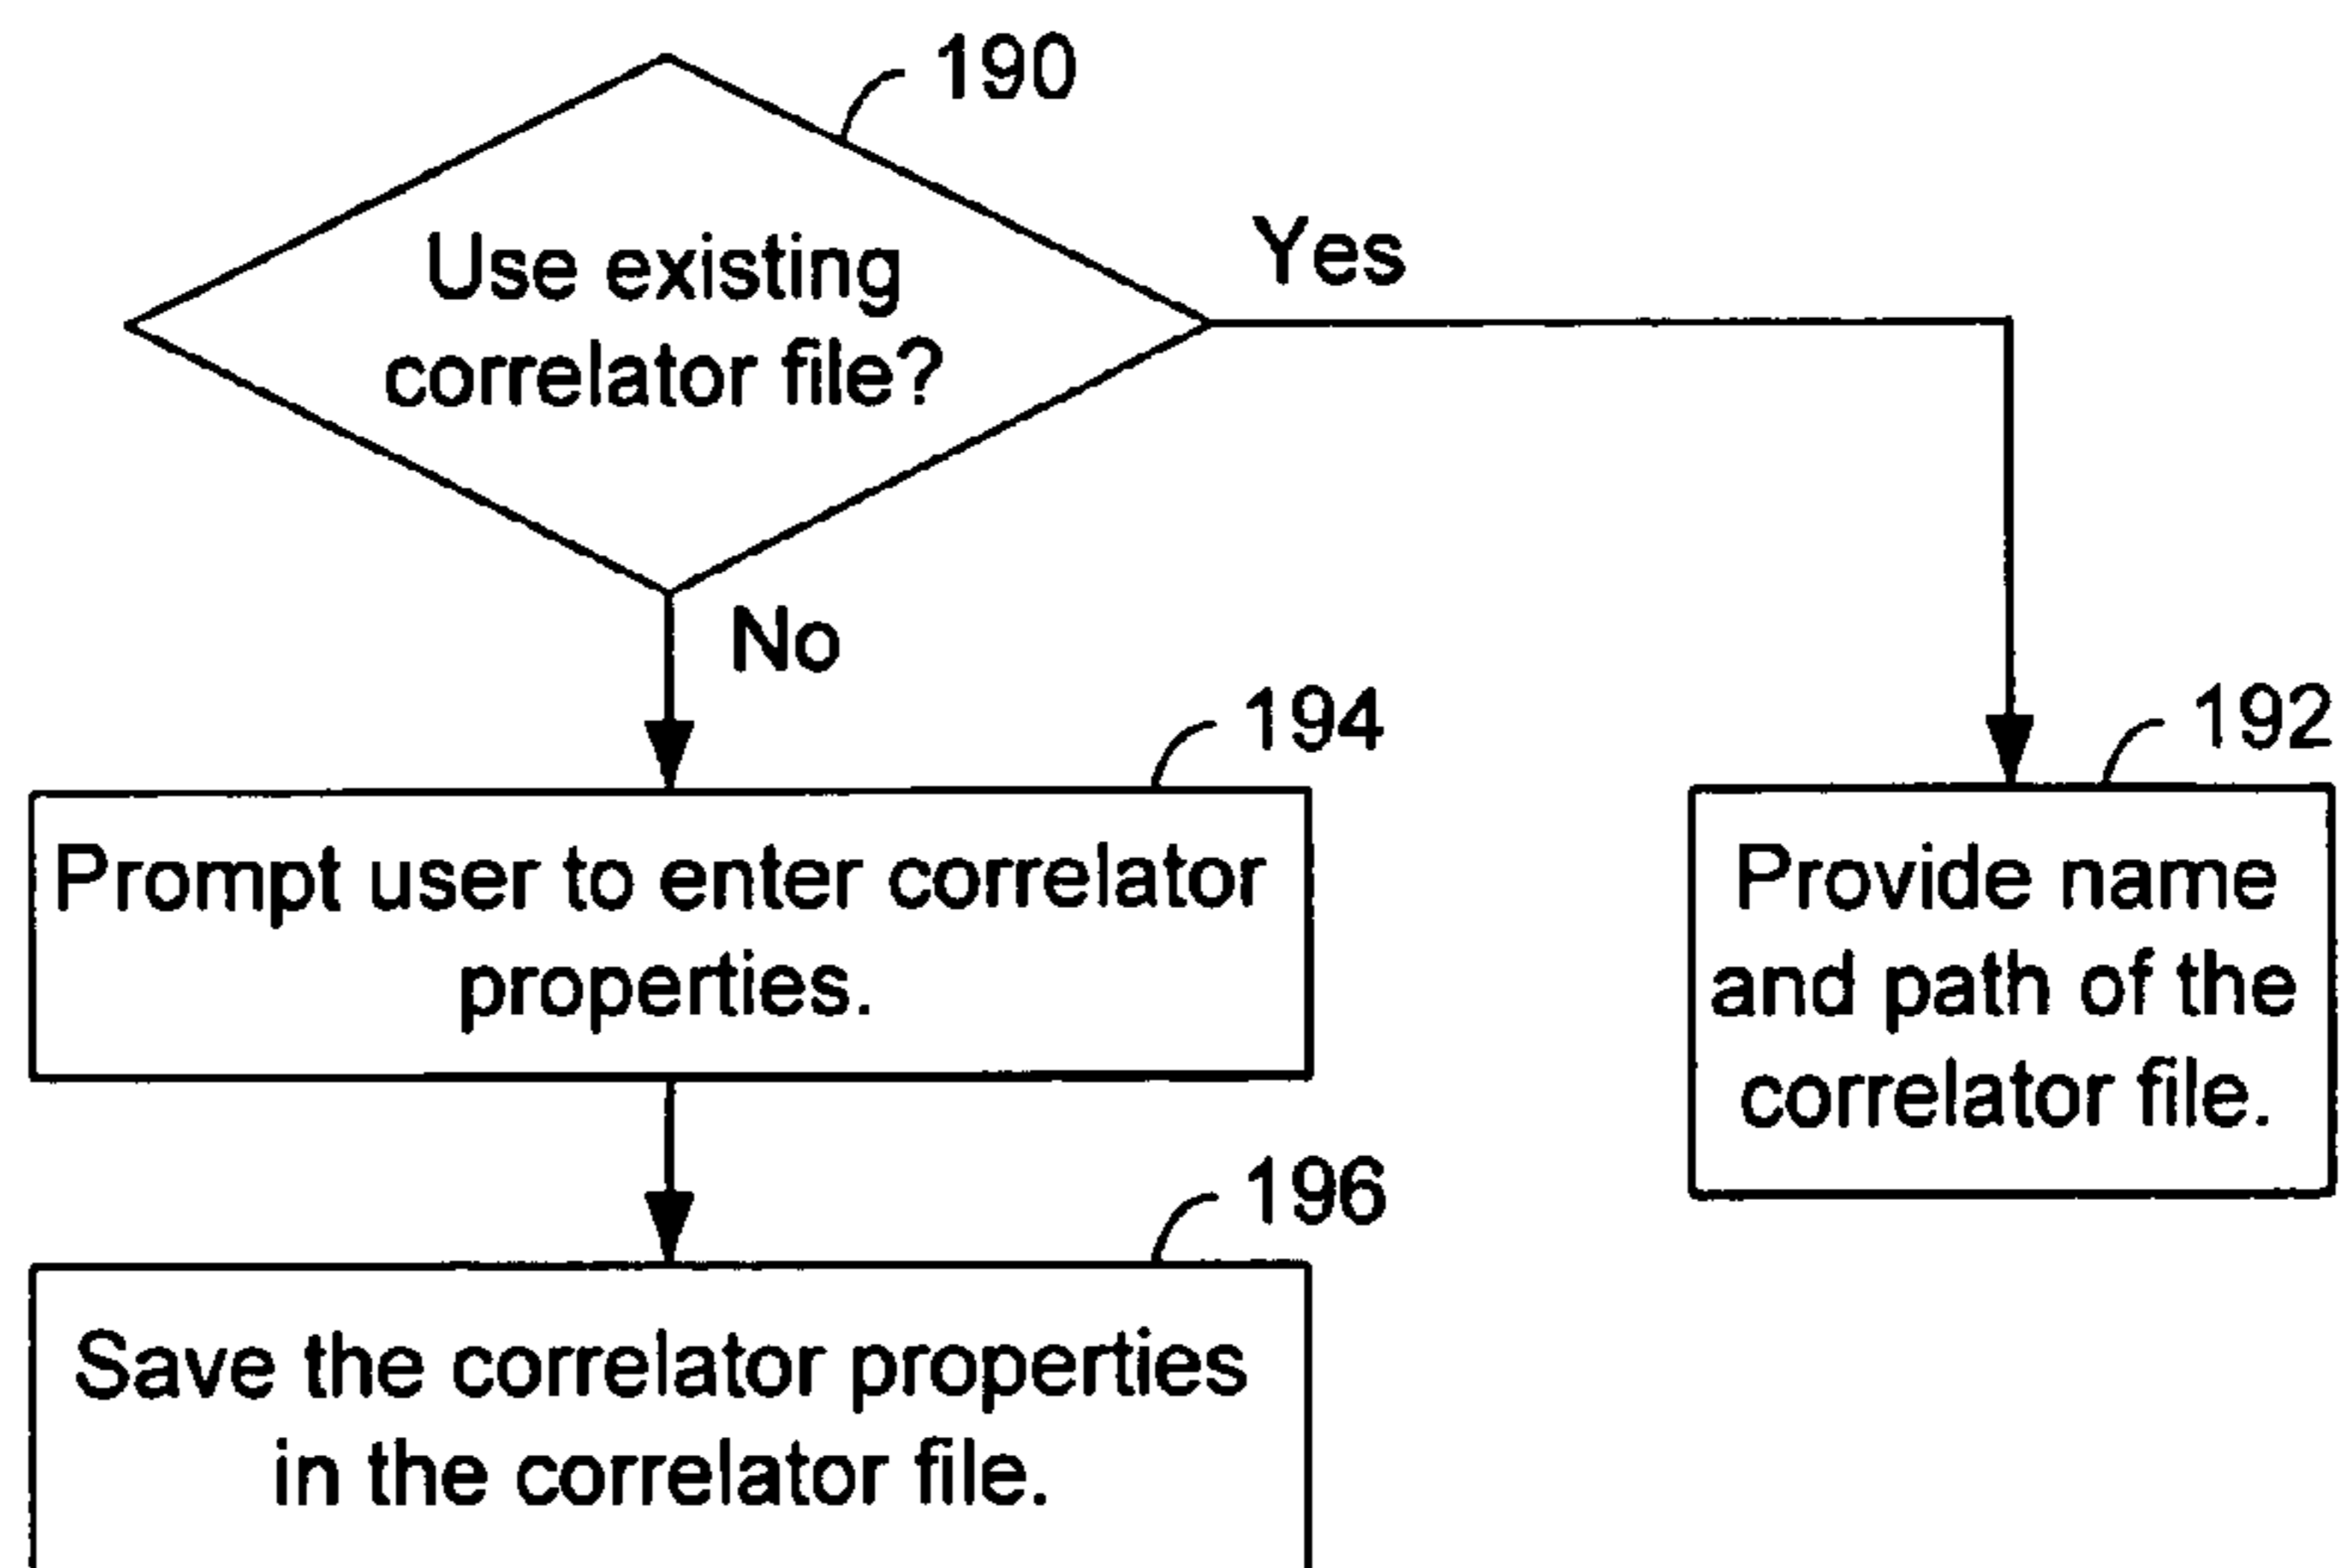 190
Use existing
correlator file?
Yes
No
194
Prompt user to enter correlator
properties.
192
Provide name
and path of the
correlator file.
196
Save the correlator properties
in the correlator file.